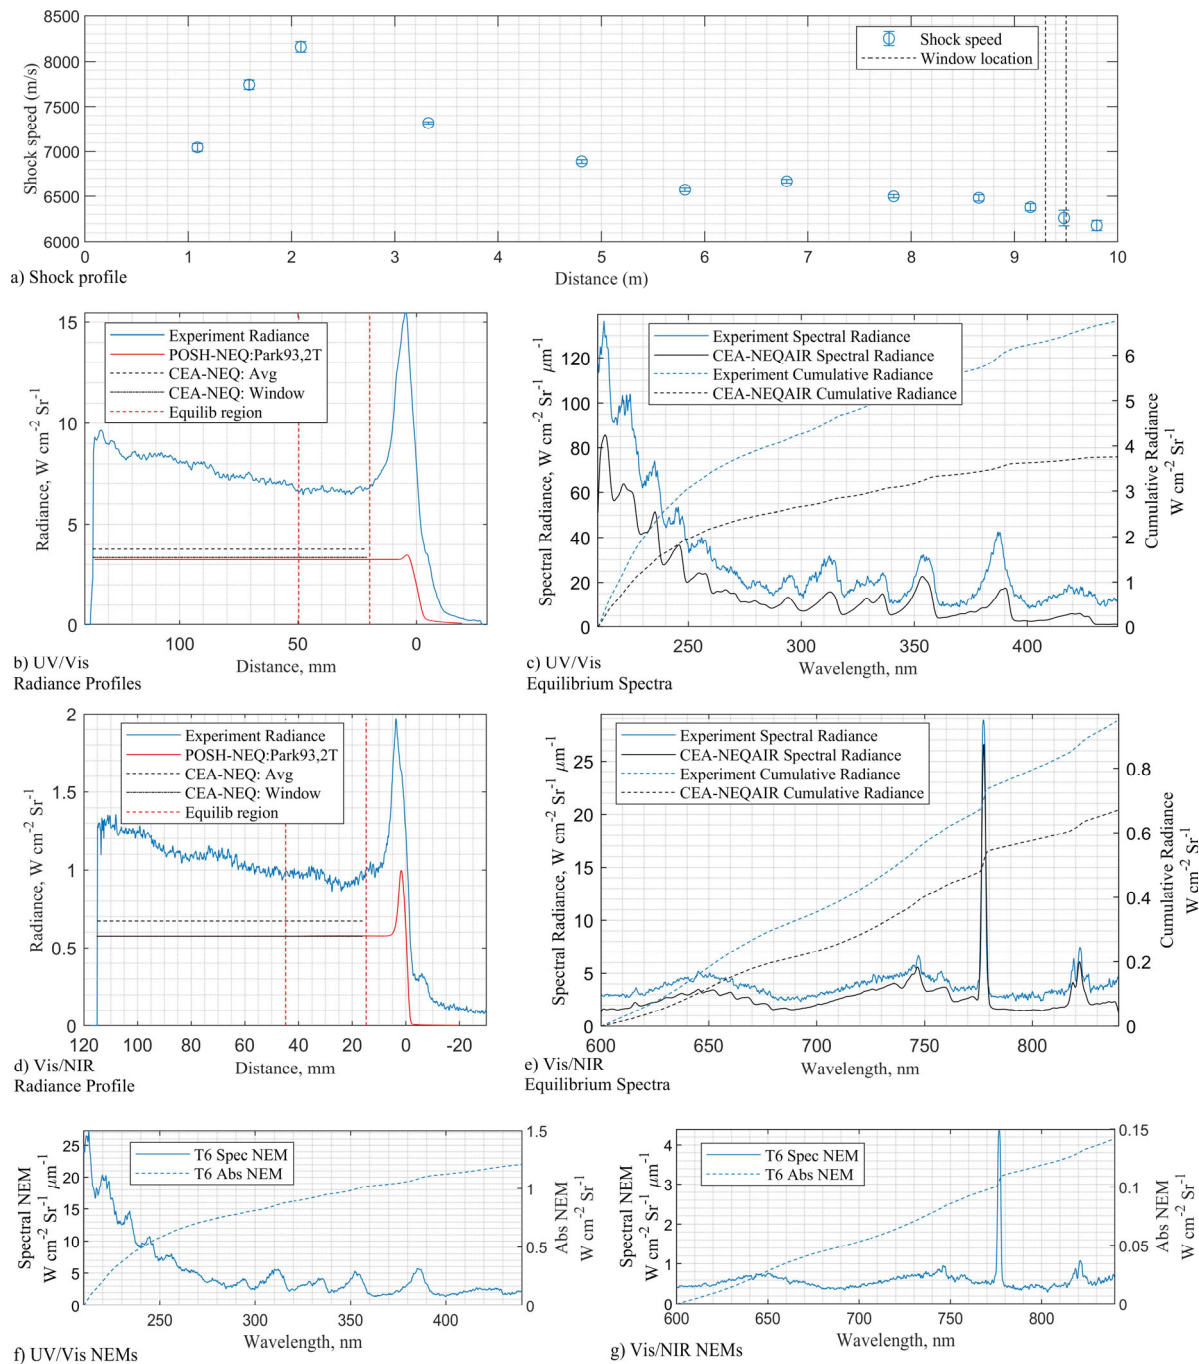 8500
8000
7500
7000
6500
6000
Shock speed (m/s)
Shock speed
Window location
0 1 2 3 4 5 6 7 8 9 10
a) Shock profile
Distance (m)
15
10
5
0
Radiance, W cm-2 Sr-1
Experiment Radiance
POSH-NEQ:Park93,2T
CEA-NEQ: Avg
CEA-NEQ: Window
Equilib region
100 50 0
Distance, mm
b) UV/Vis
Radiance Profiles
120
100
80
60
40
20
0
Spectral Radiance, W cm-2 Sr-1 μm-1
Experiment Spectral Radiance
CEA-NEQAIR Spectral Radiance
Experiment Cumulative Radiance
CEA-NEQAIR Cumulative Radiance
6
5
4
3
2
1
0
Cumulative Radiance
W cm-2 Sr-1
250 300 350 400
Wavelength, nm
c) UV/Vis
Equilibrium Spectra
2
1.5
1
0.5
0
Radiance, W cm-2 Sr-1
Experiment Radiance
POSH-NEQ:Park93,2T
CEA-NEQ: Avg
CEA-NEQ: Window
Equilib region
120 100 80 60 40 20 0 -20
Distance, mm
d) Vis/NIR
Radiance Profile
25
20
15
10
5
0
Spectral Radiance, W cm-2 Sr-1 μm-1
Experiment Spectral Radiance
CEA-NEQAIR Spectral Radiance
Experiment Cumulative Radiance
CEA-NEQAIR Cumulative Radiance
0.8
0.6
0.4
0.2
0
Cumulative Radiance
W cm-2 Sr-1
600 650 700 750 800
Wavelength, nm
e) Vis/NIR
Equilibrium Spectra
25
20
15
10
5
0
Spectral NEM
W cm-2 Sr-1 μm-1
T6 Spec NEM
T6 Abs NEM
1.5
1
0.5
0
Abs NEM
W cm-2 Sr-1
250 300 350 400
Wavelength, nm
f) UV/Vis NEMs
4
3
2
1
0
Spectral NEM
W cm-2 Sr-1 μm-1
T6 Spec NEM
T6 Abs NEM
0.15
0.1
0.05
0
Abs NEM
W cm-2 Sr-1
600 650 700 750 800
Wavelength, nm
g) Vis/NIR NEMs